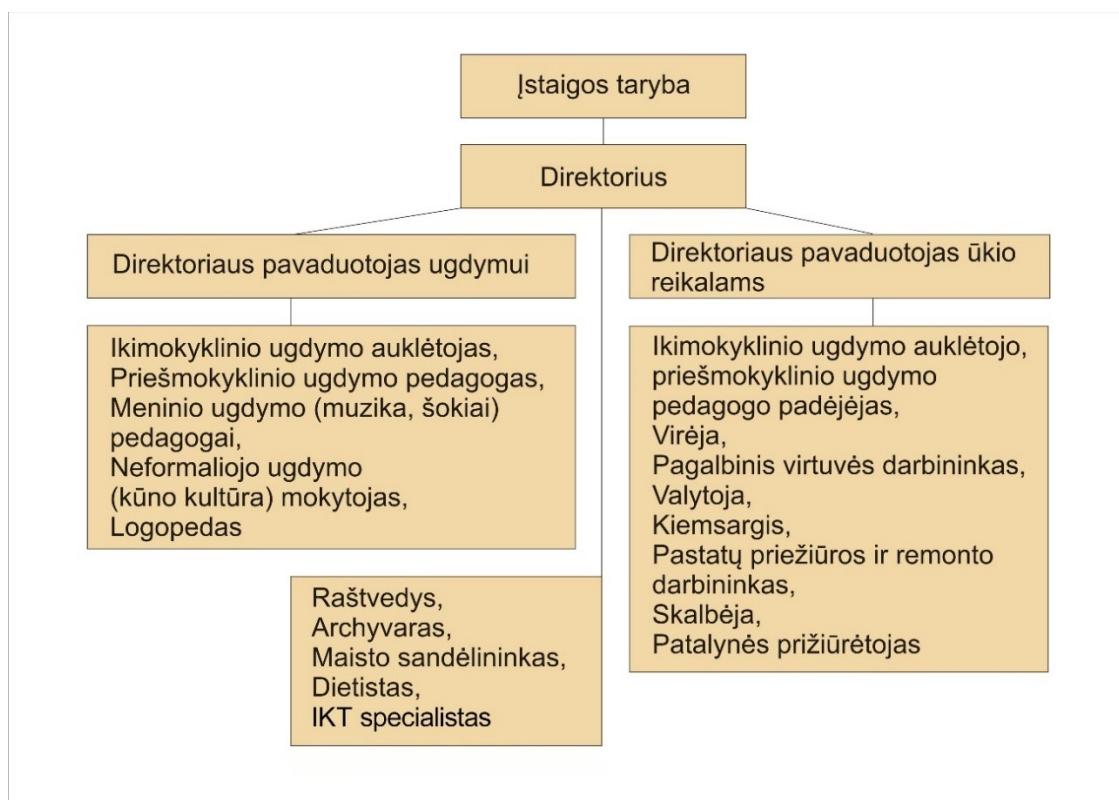 Įstaigos taryba
Direktorius
Direktoriaus pavaduotojas ugdymui
Ikimokyklinio ugdymo auklėtojas,
Priešmokyklinio ugdymo pedagogas,
Meninio ugdymo (muzika, šokiai)
pedagogai,
Neformaliojo ugdymo
(kūno kultūra) mokytojas,
Logopedas
Raštvedys,
Archyvaras,
Maisto sandėlininkas,
Dietistas,
IKT specialistas
Direktoriaus pavaduotojas ūkio
reikalams
Ikimokyklinio ugdymo auklėtojo,
priešmokyklinio ugdymo
pedagogo padėjėjas,
Virėja,
Pagalbinis virtuvės darbininkas,
Valytoja,
Kiemsargis,
Pastatų priežiūros ir remonto
darbininkas,
Skalbėja,
Patalynės prižiūrėtojas